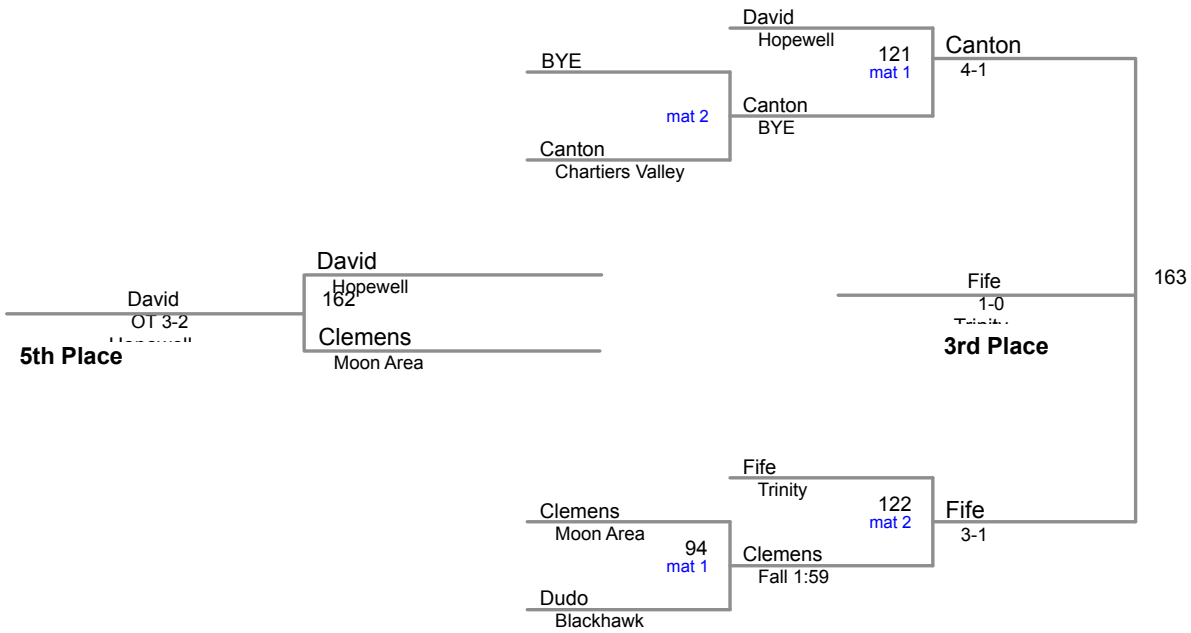 David
Hopewell
BYE
121
mat 1
Canton
4-1
mat 2
Canton
BYE
Canton
Chartiers Valley
David
Hopewell
162
David
OT 3-2
5th Place
Clemens
Moon Area
Fife
1-0
3rd Place
163
Fife
Trinity
122
mat 2
Fife
3-1
Clemens
Moon Area
94
mat 1
Clemens
Fall 1:59
Dudo
Blackhawk